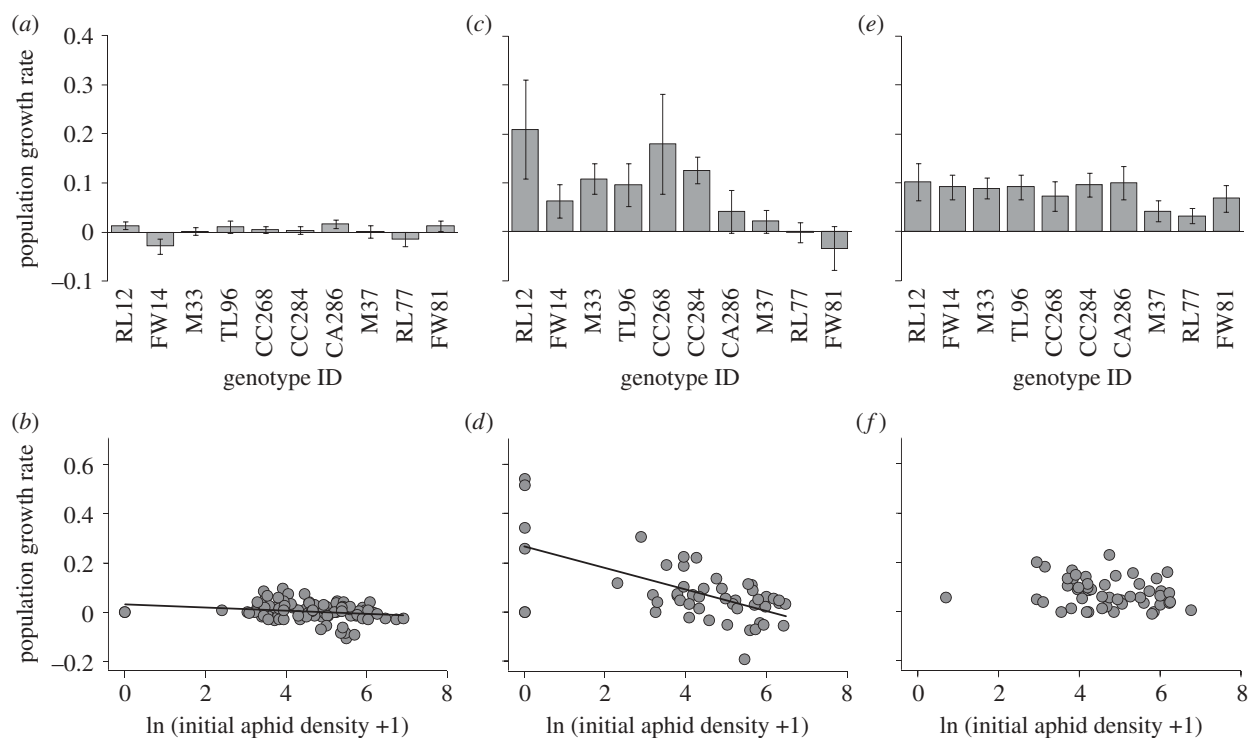 (a)
(c)
(e)
population growth rate
0.4
0.3
0.2
0.1
0
–0.1
RL12
FW14
M33
TL96
CC268
CC284
CA286
M37
RL77
FW81
genotype ID
RL12
FW14
M33
TL96
CC268
CC284
CA286
M37
RL77
FW81
genotype ID
RL12
FW14
M33
TL96
CC268
CC284
CA286
M37
RL77
FW81
genotype ID
(b)
(d)
(f)
population growth rate
0.6
0.4
0.2
0
–0.2
0 2 4 6 8
ln (initial aphid density +1)
0 2 4 6 8
ln (initial aphid density +1)
0 2 4 6 8
ln (initial aphid density +1)